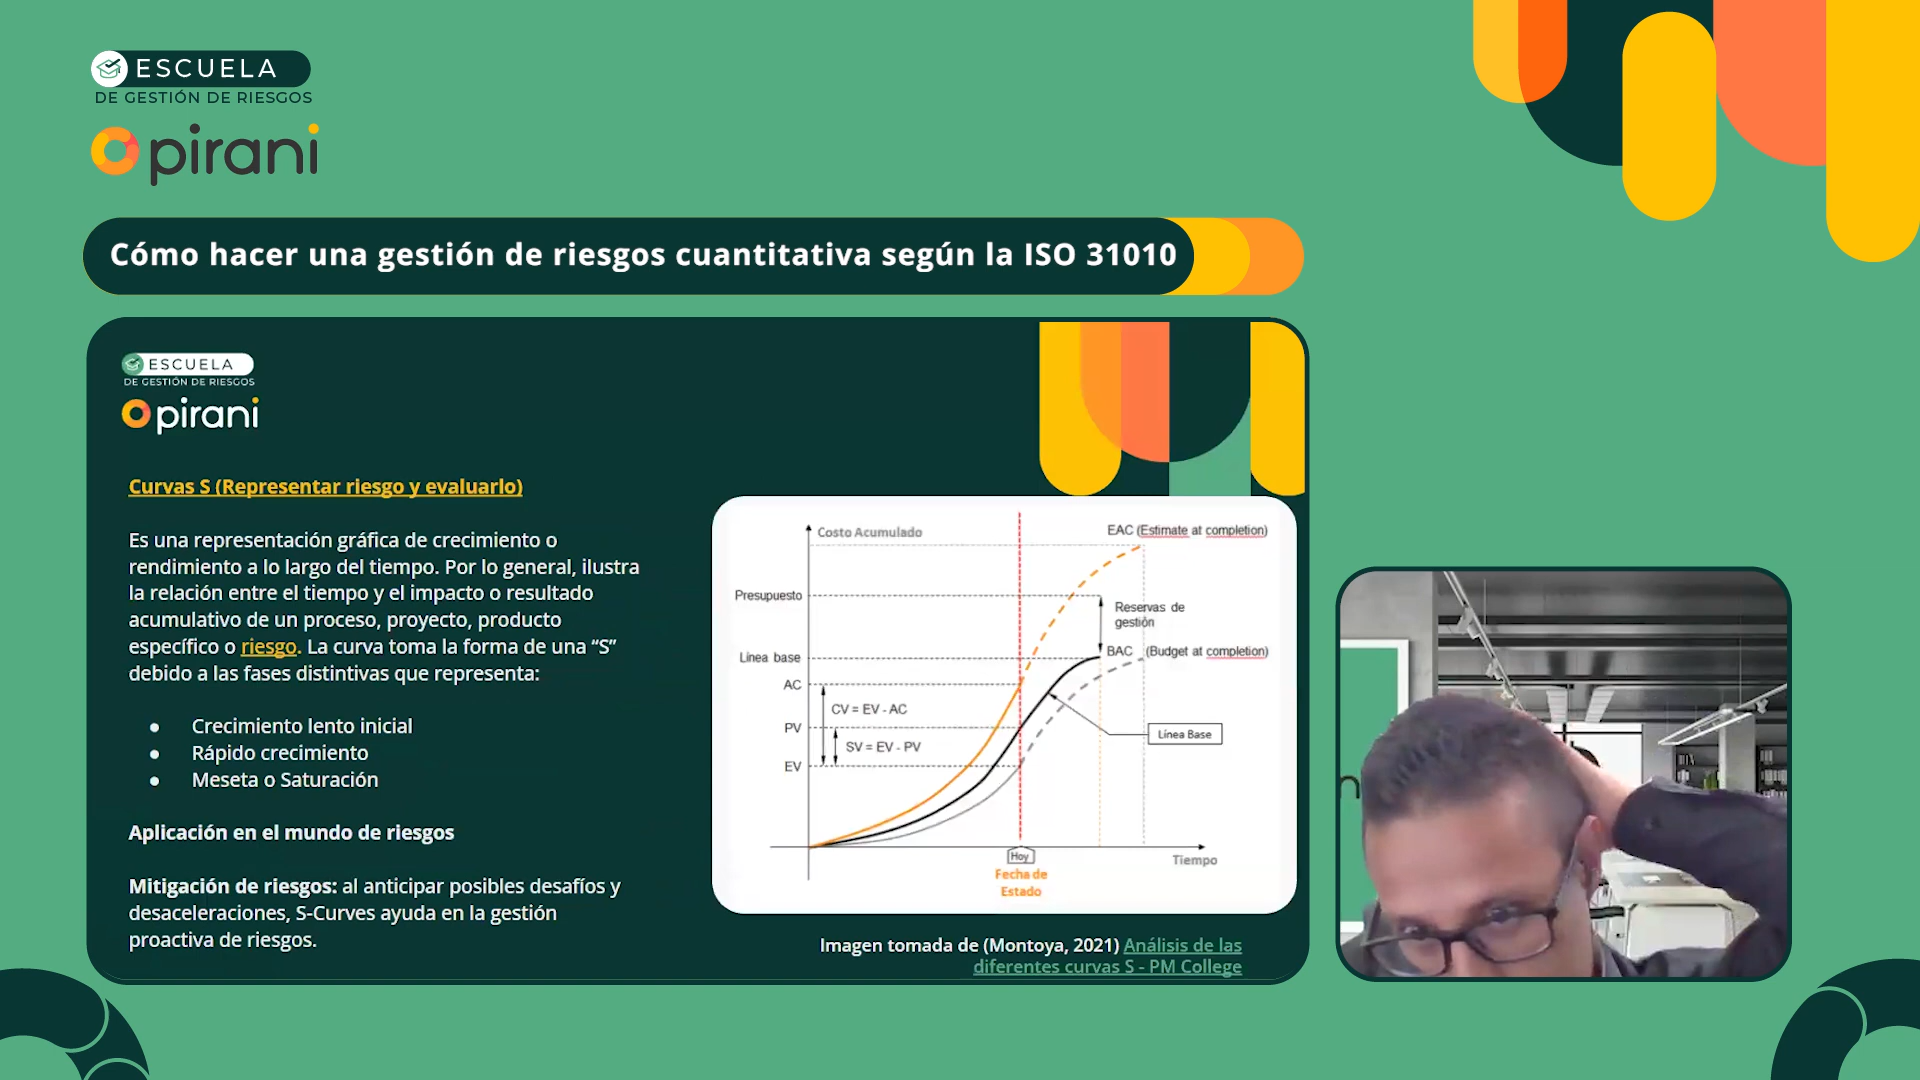 ESCUELA
DE GESTIÓN DE RIESGOS
pirani
Cómo hacer una gestión de riesgos cuantitativa según la ISO 31010
ESCUELA
DE GESTIÓN DE RIESGOS
pirani
Curvas S (Representar riesgo y evaluarlo)
Es una representación gráfica de crecimiento o
rendimiento a lo largo del tiempo. Por lo general, ilustra
la relación entre el tiempo y el impacto o resultado
acumulativo de un proceso, proyecto, producto
específico o riesgo. La curva toma la forma de una “S”
debido a las fases distintivas que representa:
● Crecimiento lento inicial
● Rápido crecimiento
● Meseta o Saturación
Aplicación en el mundo de riesgos
Mitigación de riesgos: al anticipar posibles desafíos y
desaceleraciones, S-Curves ayuda en la gestión
proactiva de riesgos.
Costo Acumulado
EAC (Estimate at completion)
Presupuesto
Reservas de
gestión
Línea base
BAC (Budget at completion)
AC
CV = EV - AC
PV
SV = EV - PV
Línea Base
EV
Hoy
Tiempo
Fecha de
Estado
Imagen tomada de (Montoya, 2021) Análisis de las
diferentes curvas S - PM College
n